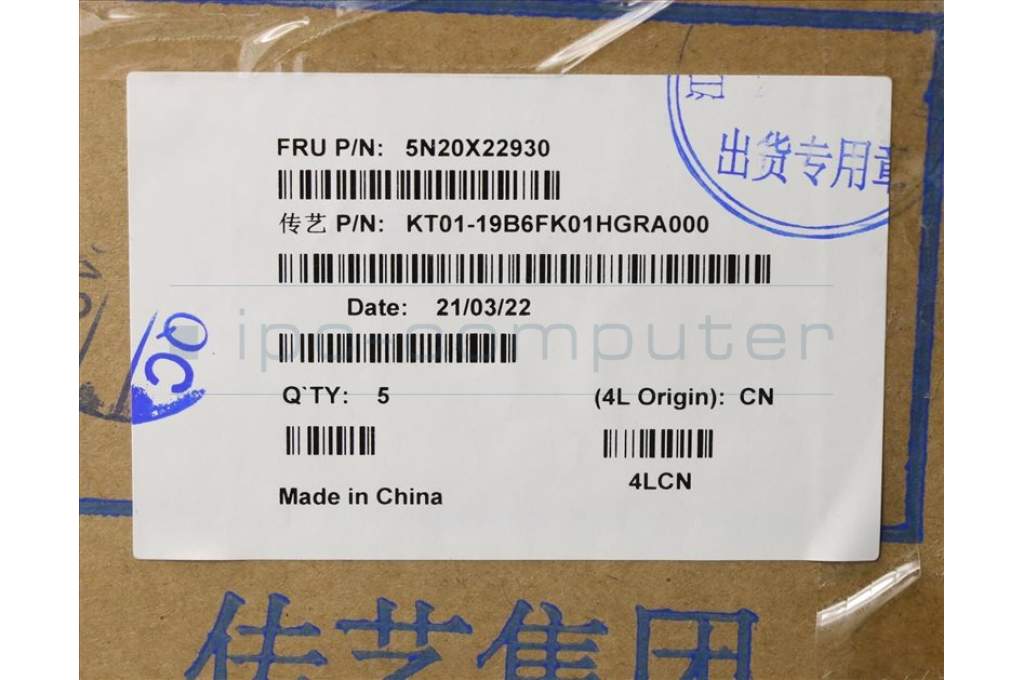 出货专用章
FRU P/N: 5N20X22930
传艺 P/N: KT01-19B6FK01HGRA000
Date: 21/03/22
ips-computer
QC
Q`TY: 5
(4L Origin): CN
4LCN
Made in China
传艺集团